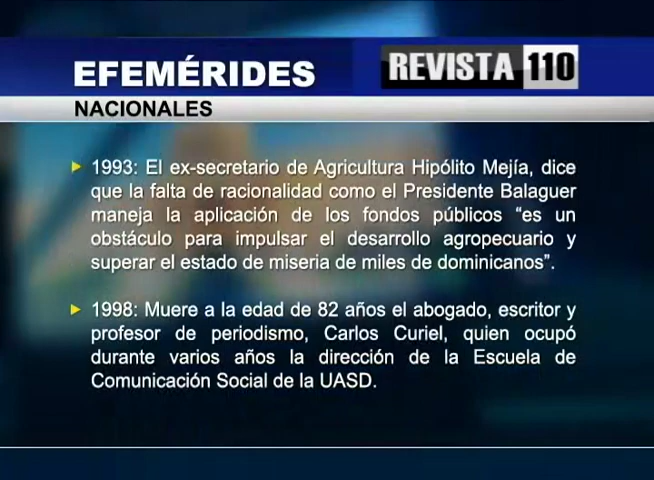 EFEMÉRIDES
REVISTA 110
NACIONALES
1993: El ex-secretario de Agricultura Hipólito Mejía, dice
que la falta de racionalidad como el Presidente Balaguer
maneja la aplicación de los fondos públicos “es un
obstáculo para impulsar el desarrollo agropecuario y
superar el estado de miseria de miles de dominicanos”.
1998: Muere a la edad de 82 años el abogado, escritor y
profesor de periodismo, Carlos Curiel, quien ocupó
durante varios años la dirección de la Escuela de
Comunicación Social de la UASD.